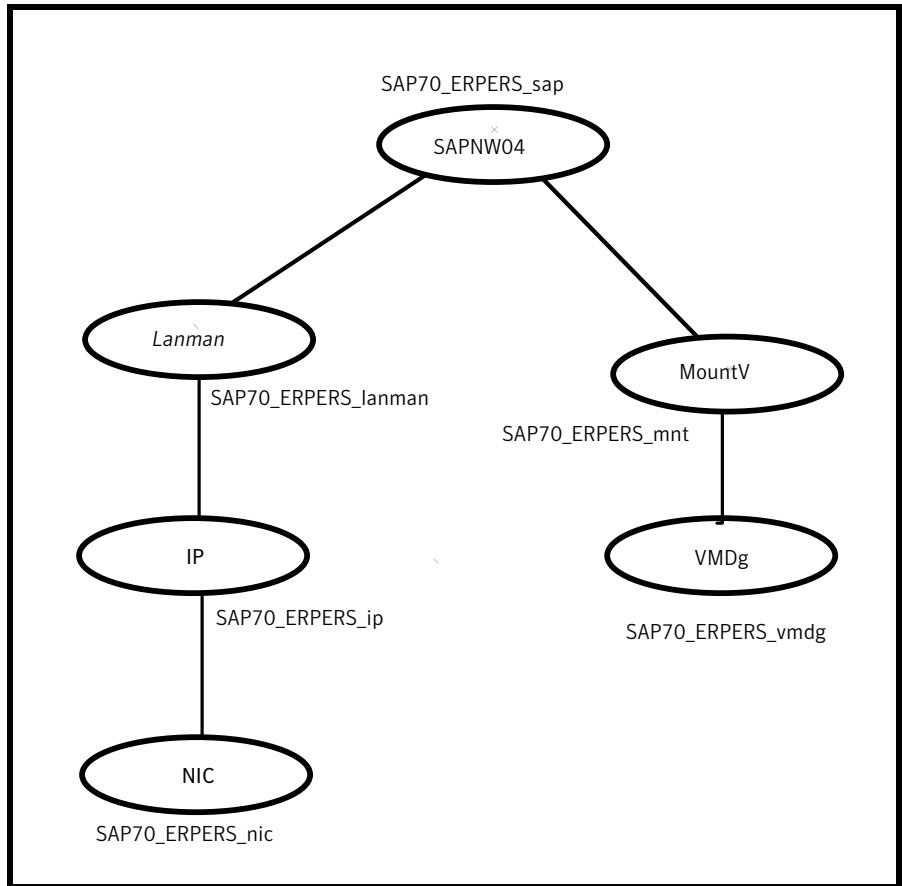 SAP70_ERPERS_sap
SAPNW04
Lanman
SAP70_ERPERS_lanman
MountV
SAP70_ERPERS_mnt
IP
SAP70_ERPERS_ip
VMDg
SAP70_ERPERS_vmdg
NIC
SAP70_ERPERS_nic